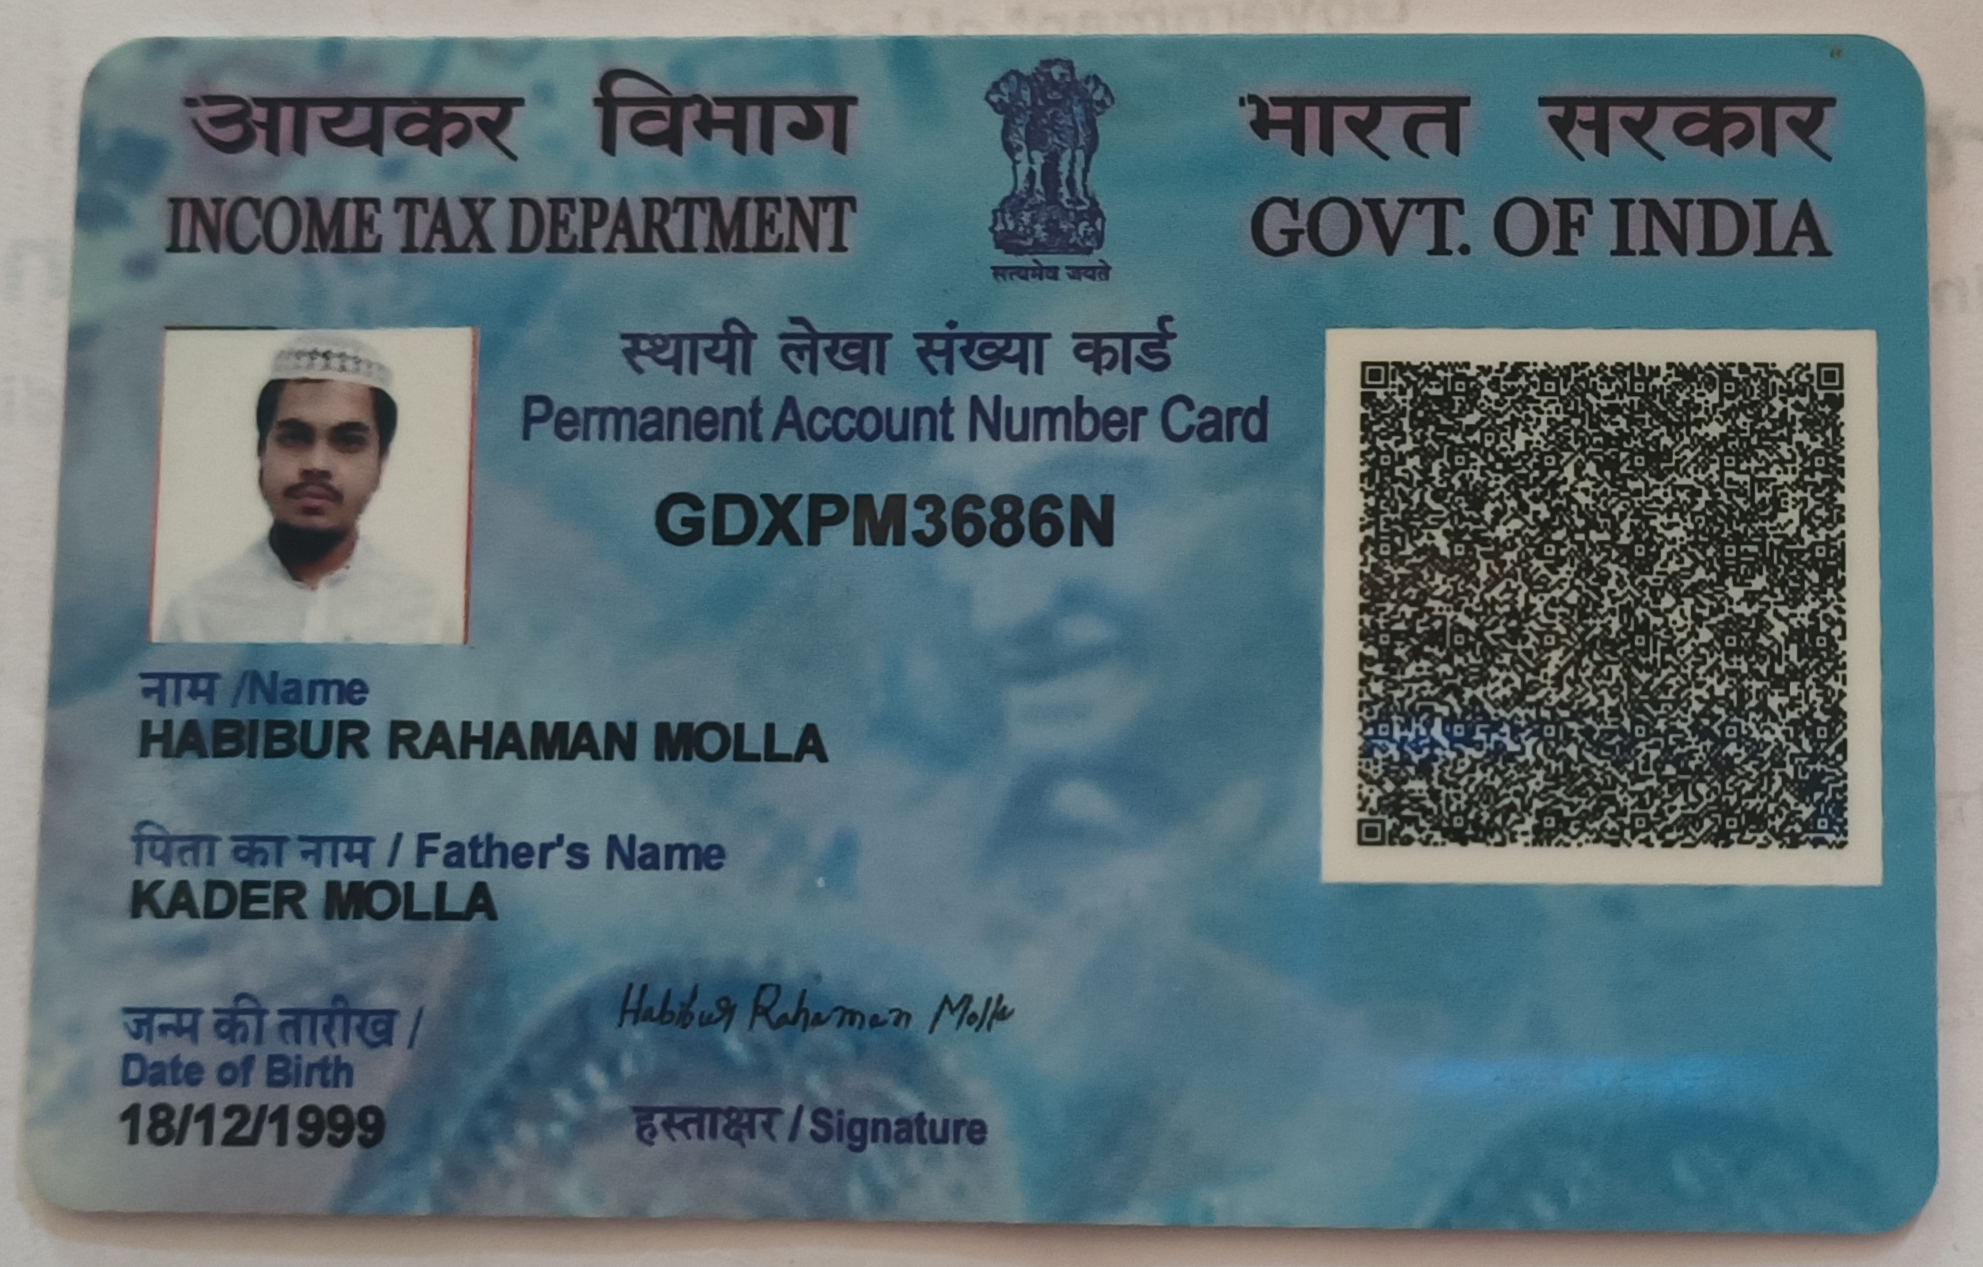 आयकर विभाग
INCOME TAX DEPARTMENT
सत्यमेव जयते
भारत सरकार
GOVT. OF INDIA
स्थायी लेखा संख्या कार्ड
Permanent Account Number Card
GDXPM3686N
नाम /Name
HABIBUR RAHAMAN MOLLA
पिता का नाम / Father's Name
KADER MOLLA
जन्म की तारीख /
Date of Birth
18/12/1999
Habibur Rahaman Molla
हस्ताक्षर / Signature